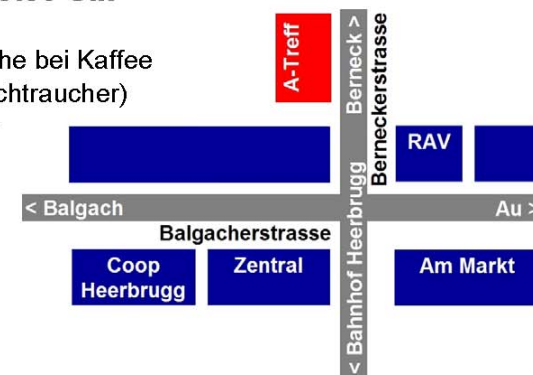 he bei Kaffee
chtraucher)
A-Treff
Berneck >
Berneckerstrasse
RAV
< Balgach
Au >
Balgacherstrasse
< Bahnhof Heerbrugg
Coop
Heerbrugg
Zentral
Am Markt